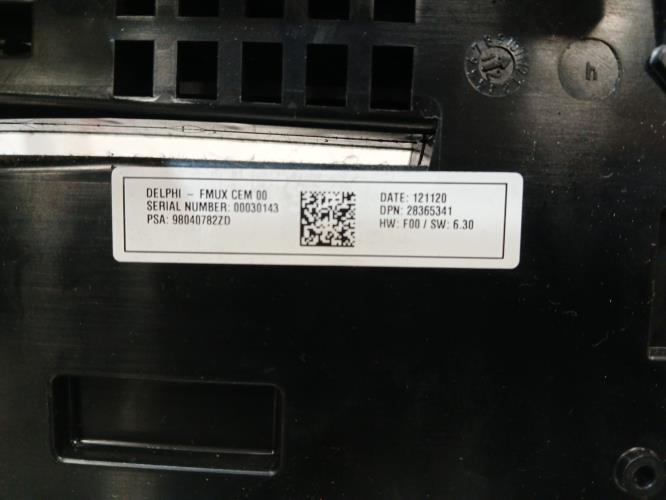 DELPHI - FMUX CEM 00
SERIAL NUMBER: 00030143
PSA: 98040782ZD
DATE: 121120
DPN: 28365341
HW: F00 / SW: 6.30
h